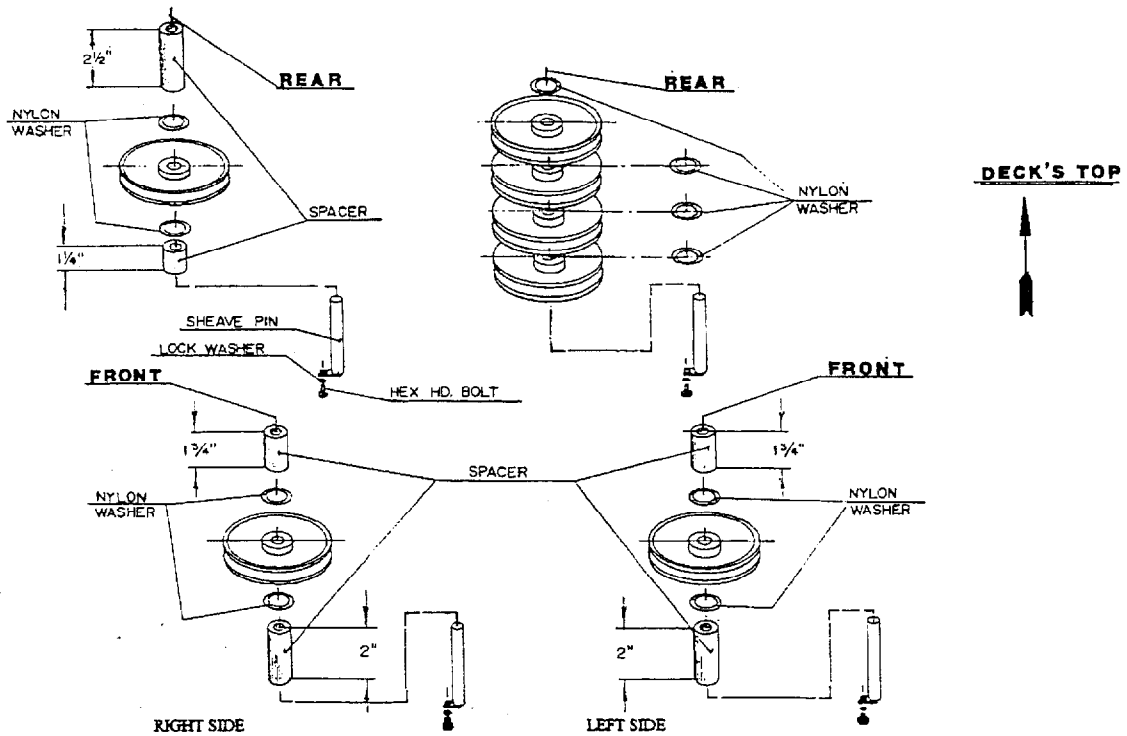 2½"
REAR
NYLON
WASHER
SPACER
1¼"
SHEAVE PIN
LOCK WASHER
HEX HD. BOLT
REAR
NYLON
WASHER
DECK'S TOP
FRONT
1¾"
NYLON
WASHER
SPACER
2"
RIGHT SIDE
FRONT
1¾"
NYLON
WASHER
2"
LEFT SIDE